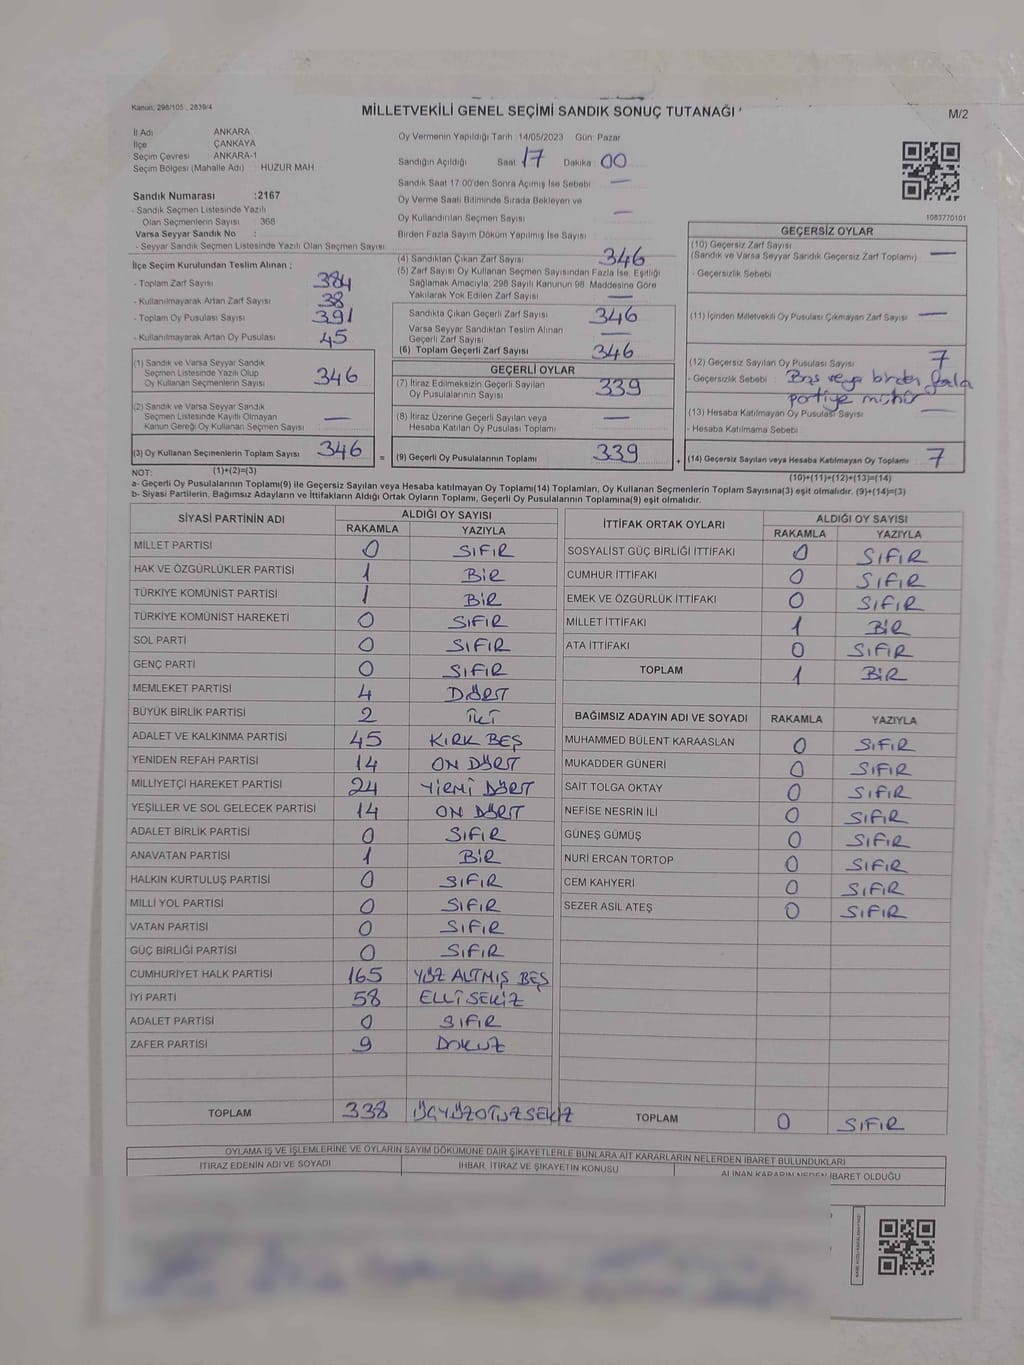 Kanun: 298/105 , 2839/4
MİLLETVEKİLİ GENEL SEÇİMİ SANDIK SONUÇ TUTANAĞI
M/2
İl Adı ANKARA
İlçe ÇANKAYA
Seçim Çevresi ANKARA-1
Seçim Bölgesi (Mahalle Adı) HUZUR MAH
Sandık Numarası :2167
- Sandık Seçmen Listesinde Yazılı
Olan Seçmenlerin Sayısı : 368
Varsa Seyyar Sandık No :
- Seyyar Sandık Seçmen Listesinde Yazılı Olan Seçmen Sayısı:
Oy Vermenin Yapıldığı Tarih :14/05/2023 Gün: Pazar
Sandığın Açıldığı Saat 17 Dakika 00
Sandık Saat 17:00'den Sonra Açılmış İse Sebebi : —
Oy Verme Saati Bitiminde Sırada Bekleyen ve
Oy Kullandırılan Seçmen Sayısı —
Birden Fazla Sayım Döküm Yapılmış İse Sayısı :
1083770101
İlçe Seçim Kurulundan Teslim Alınan ;
- Toplam Zarf Sayısı 384
- Kullanılmayarak Artan Zarf Sayısı 38
- Toplam Oy Pusulası Sayısı 391
- Kullanılmayarak Artan Oy Pusulası 45
(1) Sandık ve Varsa Seyyar Sandık
Seçmen Listesinde Yazılı Olup
Oy Kullanan Seçmenlerin Sayısı 346
(2) Sandık ve Varsa Seyyar Sandık
Seçmen Listesinde Kayıtlı Olmayan
Kanun Gereği Oy Kullanan Seçmen Sayısı —
(3) Oy Kullanan Seçmenlerin Toplam Sayısı 346 =
(4) Sandıktan Çıkan Zarf Sayısı 346
(5) Zarf Sayısı Oy Kullanan Seçmen Sayısından Fazla İse, Eşitliği
Sağlamak Amacıyla; 298 Sayılı Kanunun 98. Maddesine Göre
Yakılarak Yok Edilen Zarf Sayısı —
Sandıkta Çıkan Geçerli Zarf Sayısı 346
Varsa Seyyar Sandıktan Teslim Alınan
Geçerli Zarf Sayısı —
(6) Toplam Geçerli Zarf Sayısı 346
GEÇERLİ OYLAR
(7) İtiraz Edilmeksizin Geçerli Sayılan
Oy Pusulalarının Sayısı 339
(8) İtiraz Üzerine Geçerli Sayılan veya
Hesaba Katılan Oy Pusulası Toplamı —
(9) Geçerli Oy Pusulalarının Toplamı 339 +
GEÇERSİZ OYLAR
(10) Geçersiz Zarf Sayısı
(Sandık ve Varsa Seyyar Sandık Geçersiz Zarf Toplamı) —
- Geçersizlik Sebebi
(11) İçinden Milletvekili Oy Pusulası Çıkmayan Zarf Sayısı —
(12) Geçersiz Sayılan Oy Pusulası Sayısı 7
- Geçersizlik Sebebi : Boş veya birden fazla
partiye mühür
(13) Hesaba Katılmayan Oy Pusulası Sayısı —
- Hesaba Katılmama Sebebi
(14) Geçersiz Sayılan veya Hesaba Katılmayan Oy Toplamı 7
NOT: (1)+(2)=(3) (10)+(11)+(12)+(13)=(14)
a- Geçerli Oy Pusulalarının Toplamı(9) ile Geçersiz Sayılan veya Hesaba katılmayan Oy Toplamı(14) Toplamları, Oy Kullanan Seçmenlerin Toplam Sayısına(3) eşit olmalıdır. (9)+(14)=(3)
b- Siyasi Partilerin, Bağımsız Adayların ve İttifakların Aldığı Ortak Oyların Toplamı, Geçerli Oy Pusulalarının Toplamına(9) eşit olmalıdır.
SİYASİ PARTİNİN ADI ALDIĞI OY SAYISI
RAKAMLA YAZIYLA
MİLLET PARTİSİ 0 SIFIR
HAK VE ÖZGÜRLÜKLER PARTİSİ 1 BİR
TÜRKİYE KOMÜNİST PARTİSİ 1 BİR
TÜRKİYE KOMÜNİST HAREKETİ 0 SIFIR
SOL PARTİ 0 SIFIR
GENÇ PARTİ 0 SIFIR
MEMLEKET PARTİSİ 4 DÖRT
BÜYÜK BİRLİK PARTİSİ 2 İKİ
ADALET VE KALKINMA PARTİSİ 45 KIRK BEŞ
YENİDEN REFAH PARTİSİ 14 ON DÖRT
MİLLİYETÇİ HAREKET PARTİSİ 24 YİRMİ DÖRT
YEŞİLLER VE SOL GELECEK PARTİSİ 14 ON DÖRT
ADALET BİRLİK PARTİSİ 0 SIFIR
ANAVATAN PARTİSİ 1 BİR
HALKIN KURTULUŞ PARTİSİ 0 SIFIR
MİLLİ YOL PARTİSİ 0 SIFIR
VATAN PARTİSİ 0 SIFIR
GÜÇ BİRLİĞİ PARTİSİ 0 SIFIR
CUMHURİYET HALK PARTİSİ 165 YÜZ ALTMIŞ BEŞ
İYİ PARTİ 58 ELLİ SEKİZ
ADALET PARTİSİ 0 SIFIR
ZAFER PARTİSİ 9 DOKUZ
TOPLAM 338 ÜÇYÜZOTUZSEKİZ
İTTİFAK ORTAK OYLARI ALDIĞI OY SAYISI
RAKAMLA YAZIYLA
SOSYALİST GÜÇ BİRLİĞİ İTTİFAKI 0 SIFIR
CUMHUR İTTİFAKI 0 SIFIR
EMEK VE ÖZGÜRLÜK İTTİFAKI 0 SIFIR
MİLLET İTTİFAKI 1 BİR
ATA İTTİFAKI 0 SIFIR
TOPLAM 1 BİR
BAĞIMSIZ ADAYIN ADI VE SOYADI RAKAMLA YAZIYLA
MUHAMMED BÜLENT KARAASLAN 0 SIFIR
MUKADDER GÜNERİ 0 SIFIR
SAİT TOLGA OKTAY 0 SIFIR
NEFİSE NESRİN İLİ 0 SIFIR
GÜNEŞ GÜMÜŞ 0 SIFIR
NURİ ERCAN TORTOP 0 SIFIR
CEM KAHYERİ 0 SIFIR
SEZER ASİL ATEŞ 0 SIFIR
TOPLAM 0 SIFIR
OYLAMA İŞ VE İŞLEMLERİNE VE OYLARIN SAYIM DÖKÜMÜNE DAİR ŞİKAYETLERLE BUNLARA AİT KARARLARIN NELERDEN İBARET BULUNDUKLARI
İTİRAZ EDENİN ADI VE SOYADI İHBAR, İTİRAZ VE ŞİKAYETİN KONUSU ALINAN KARARIN NEDEN İBARET OLDUĞU